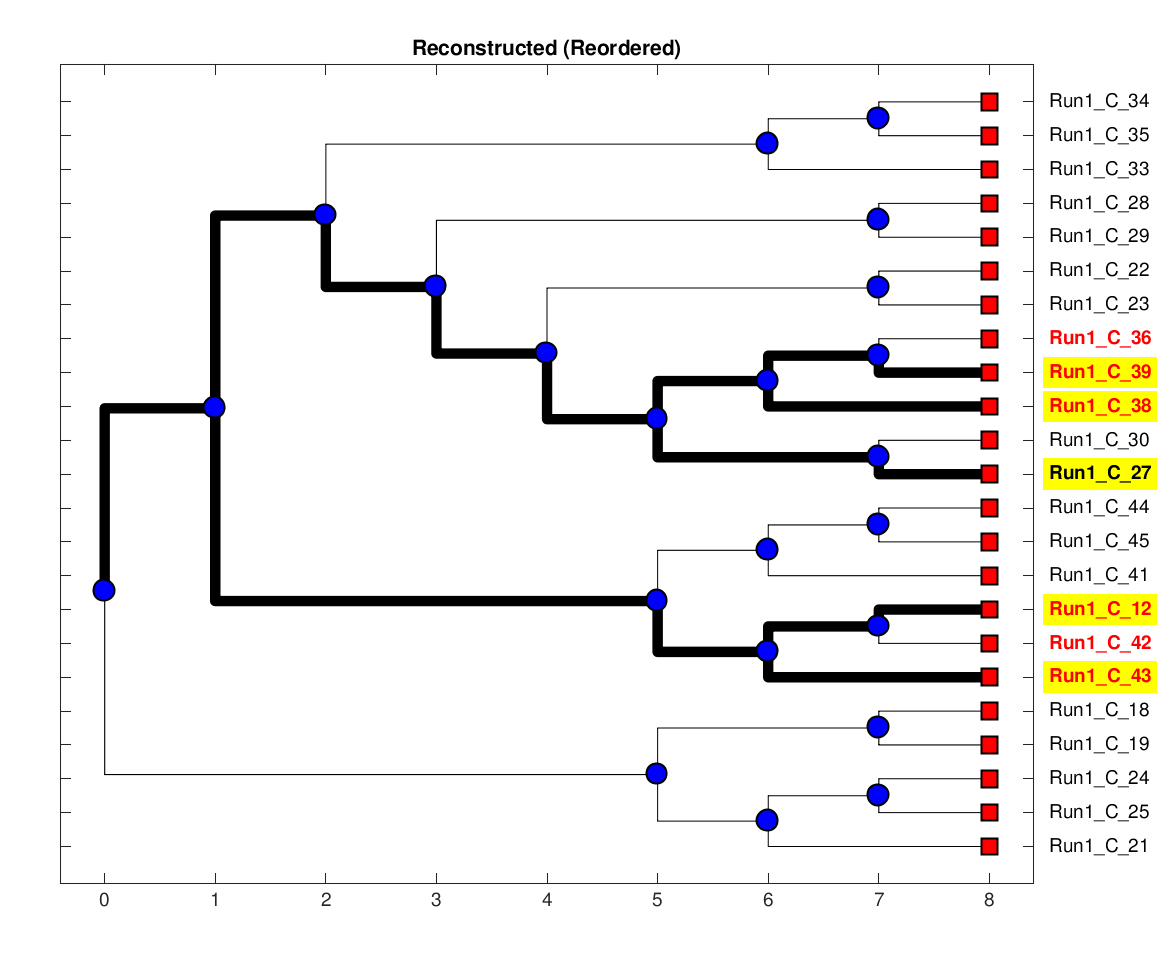 Reconstructed (Reordered)
Run1_C_34
Run1_C_35
Run1_C_33
Run1_C_28
Run1_C_29
Run1_C_22
Run1_C_23
Run1_C_36
Run1_C_39
Run1_C_38
Run1_C_30
Run1_C_27
Run1_C_44
Run1_C_45
Run1_C_41
Run1_C_12
Run1_C_42
Run1_C_43
Run1_C_18
Run1_C_19
Run1_C_24
Run1_C_25
Run1_C_21
0 1 2 3 4 5 6 7 8